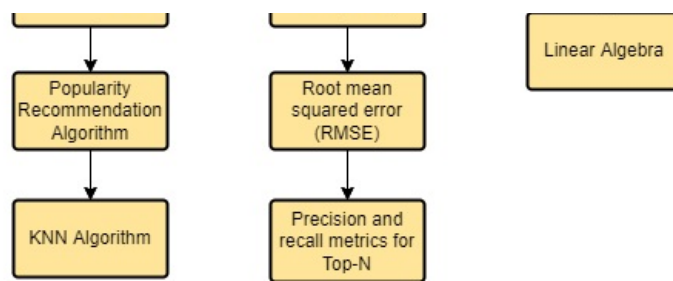 Popularity
Recommendation
Algorithm
KNN Algorithm
Root mean
squared error
(RMSE)
Precision and
recall metrics for
Top-N
Linear Algebra